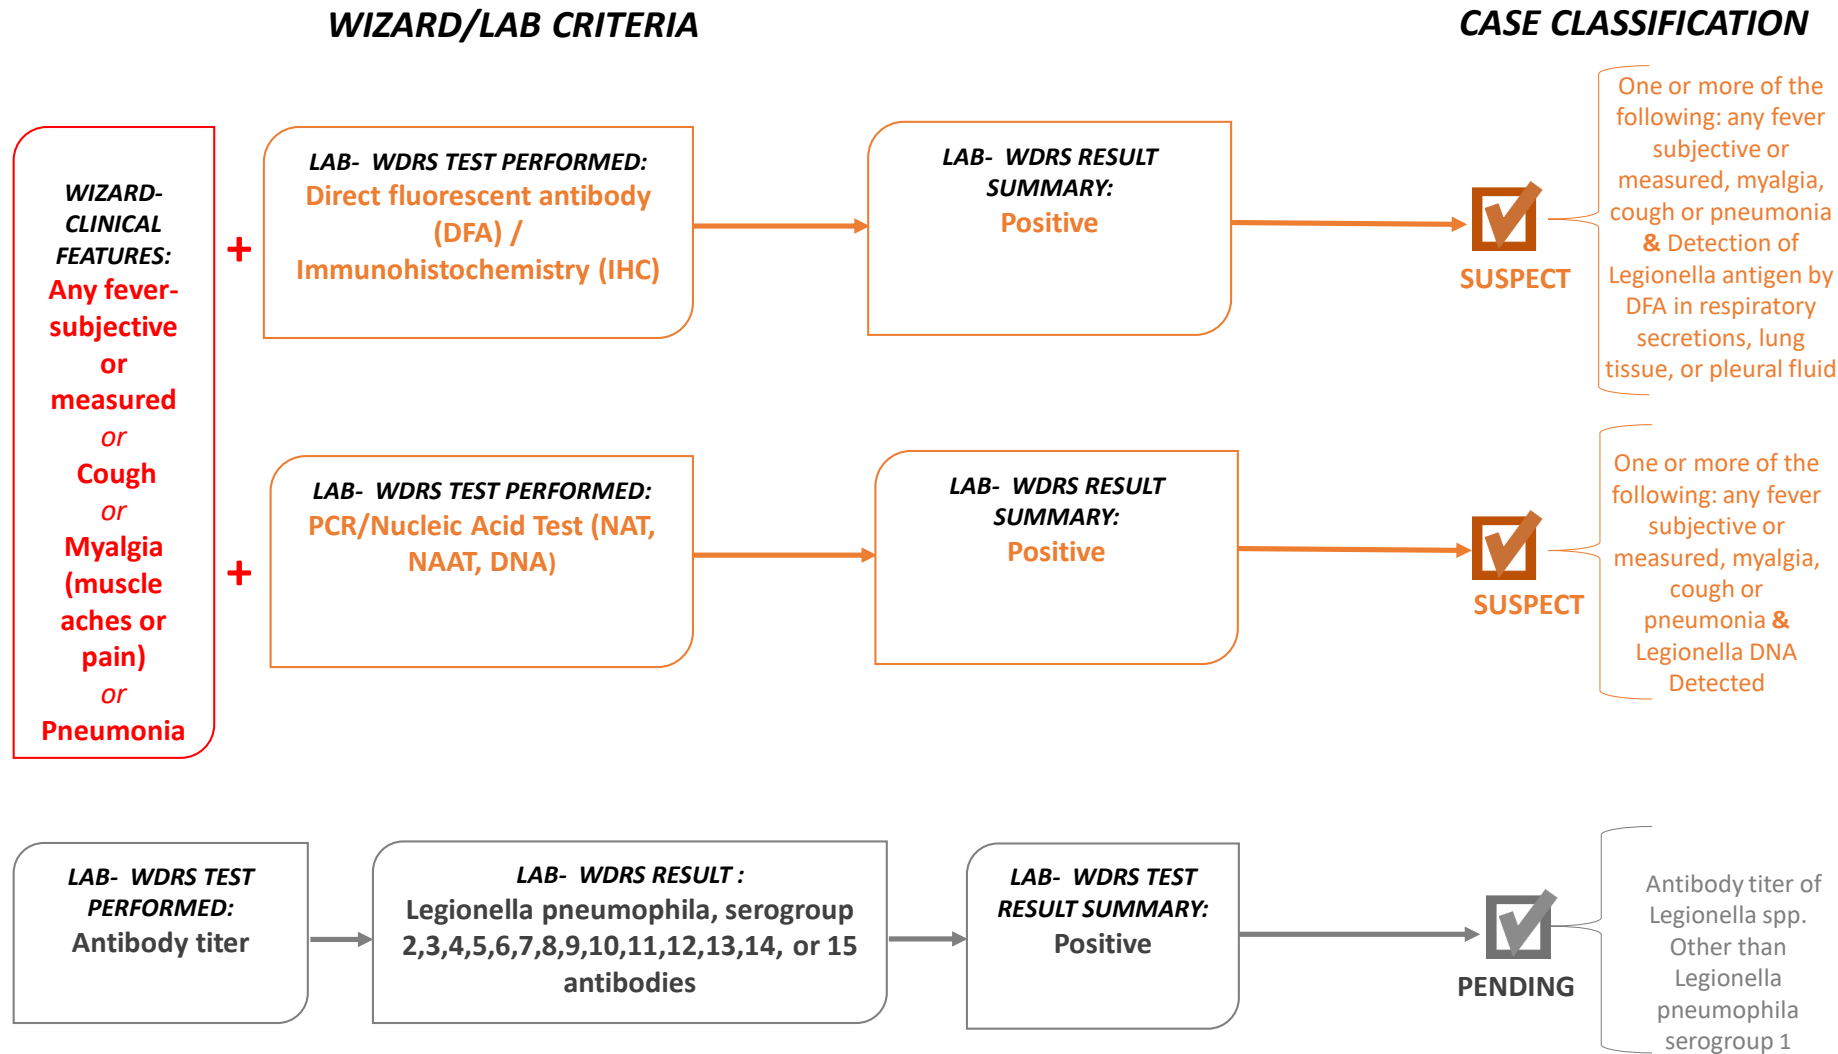 WIZARD/LAB CRITERIA
CASE CLASSIFICATION
WIZARD-
CLINICAL
FEATURES:
Any fever-
subjective
or
measured
or
Cough
or
Myalgia
(muscle
aches or
pain)
or
Pneumonia
+
LAB- WDRS TEST PERFORMED:
Direct fluorescent antibody
(DFA) /
Immunohistochemistry (IHC)
LAB- WDRS RESULT
SUMMARY:
Positive
SUSPECT
One or more of the
following: any fever
subjective or
measured, myalgia,
cough or pneumonia
& Detection of
Legionella antigen by
DFA in respiratory
secretions, lung
tissue, or pleural fluid
+
LAB- WDRS TEST PERFORMED:
PCR/Nucleic Acid Test (NAT,
NAAT, DNA)
LAB- WDRS RESULT
SUMMARY:
Positive
SUSPECT
One or more of the
following: any fever
subjective or
measured, myalgia,
cough or
pneumonia &
Legionella DNA
Detected
LAB- WDRS TEST
PERFORMED:
Antibody titer
LAB- WDRS RESULT :
Legionella pneumophila, serogroup
2,3,4,5,6,7,8,9,10,11,12,13,14, or 15
antibodies
LAB- WDRS TEST
RESULT SUMMARY:
Positive
PENDING
Antibody titer of
Legionella spp.
Other than
Legionella
pneumophila
serogroup 1